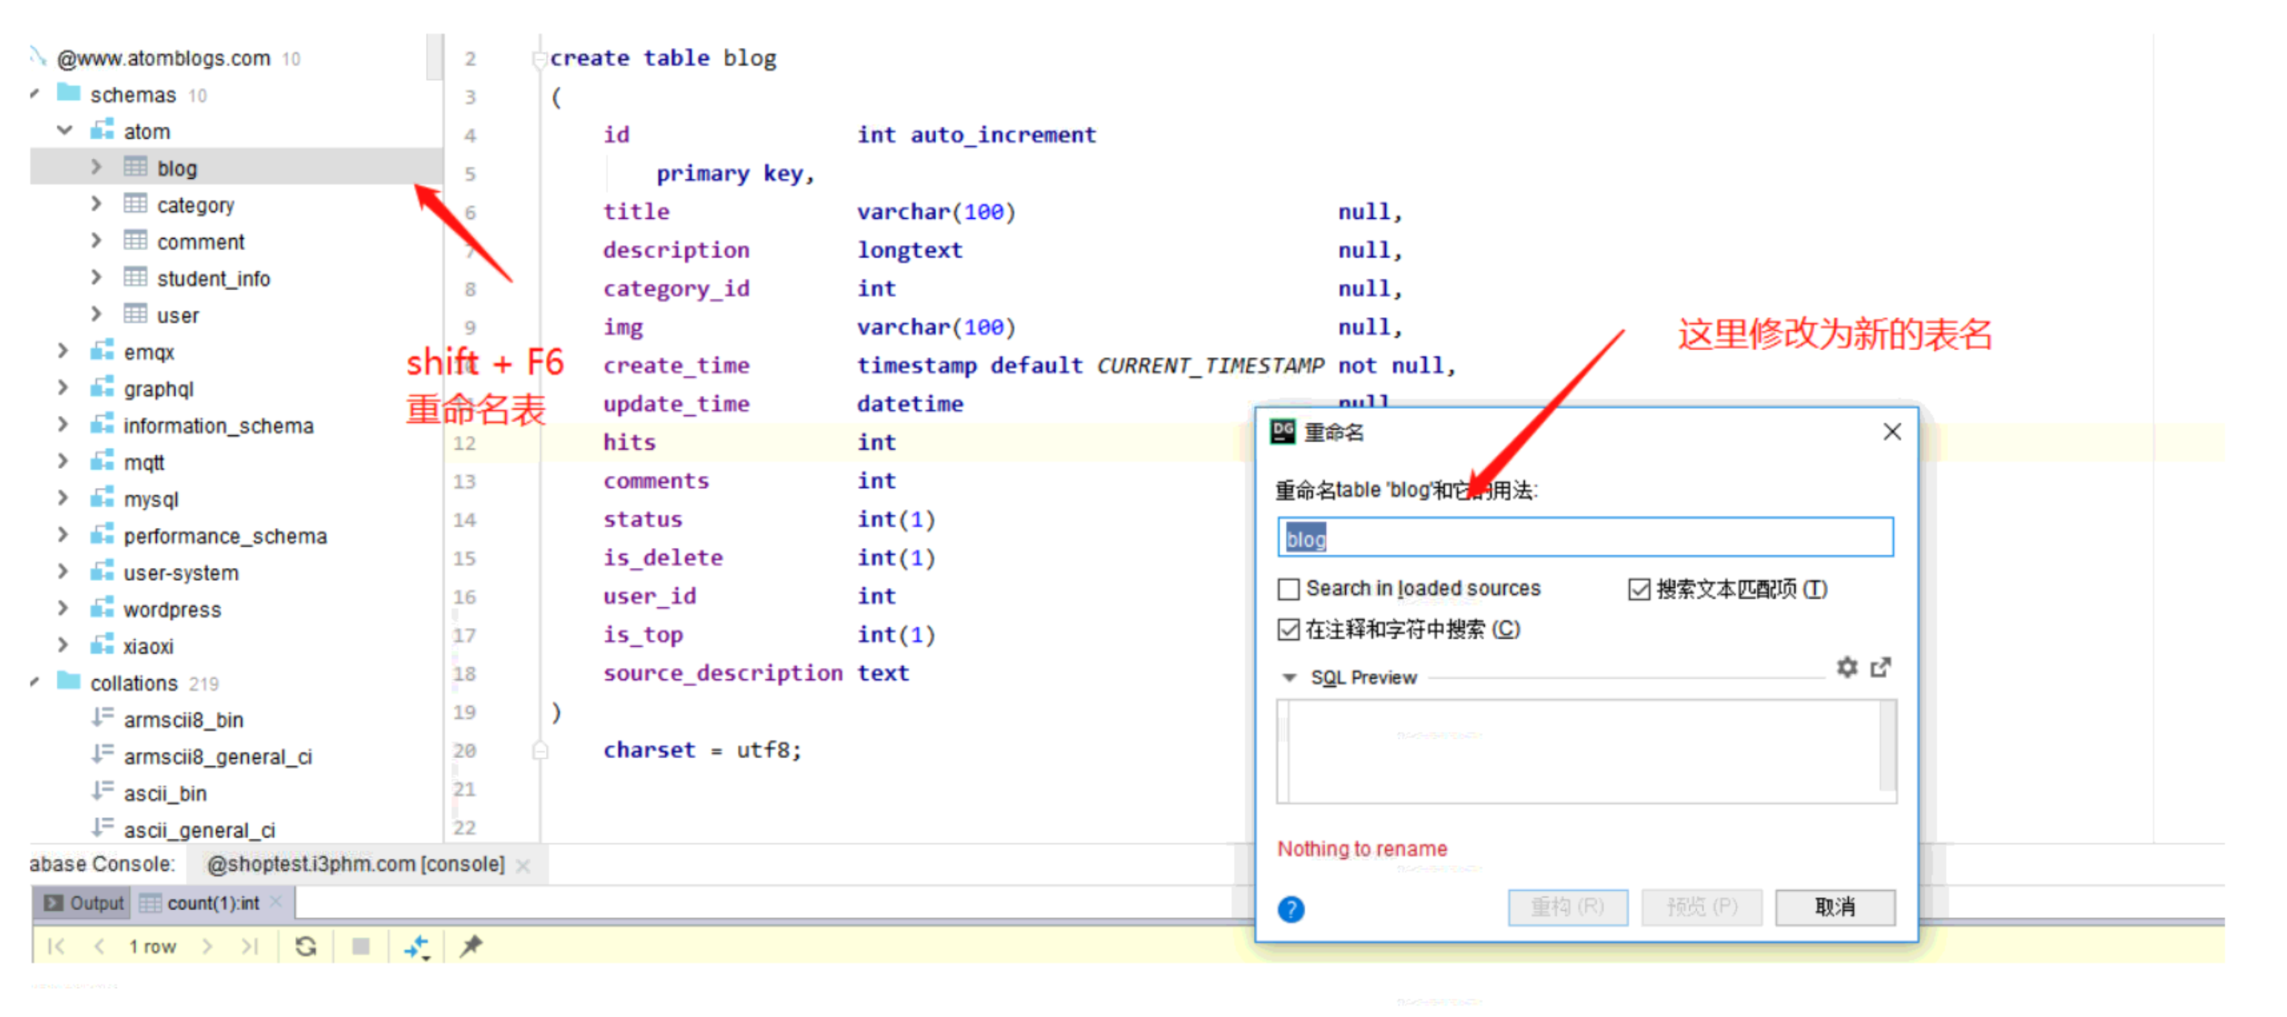 @www.atomblogs.com 10
schemas 10
atom
blog
category
comment
student_info
user
emqx
graphql
information_schema
mqtt
mysql
performance_schema
user-system
wordpress
xiaoxi
collations 219
armscii8_bin
armscii8_general_ci
ascii_bin
ascii_general_ci
shift + F6
重命名表
2 create table blog
3 (
4 id int auto_increment
5 primary key,
6 title varchar(100) null,
7 description longtext null,
8 category_id int null,
9 img varchar(100) null,
10 create_time timestamp default CURRENT_TIMESTAMP not null,
11 update_time datetime null
12 hits int
13 comments int
14 status int(1)
15 is_delete int(1)
16 user_id int
17 is_top int(1)
18 source_description text
19 )
20 charset = utf8;
21
22
这里修改为新的表名
DG 重命名
重命名table 'blog'和它的用法:
blog
Search in loaded sources 搜索文本匹配项 (T)
在注释和字符中搜索 (C)
SQL Preview
Nothing to rename
? 重构 (R) 预览 (P) 取消
abase Console: @shoptest.i3phm.com [console]
Output count(1):int
1 row